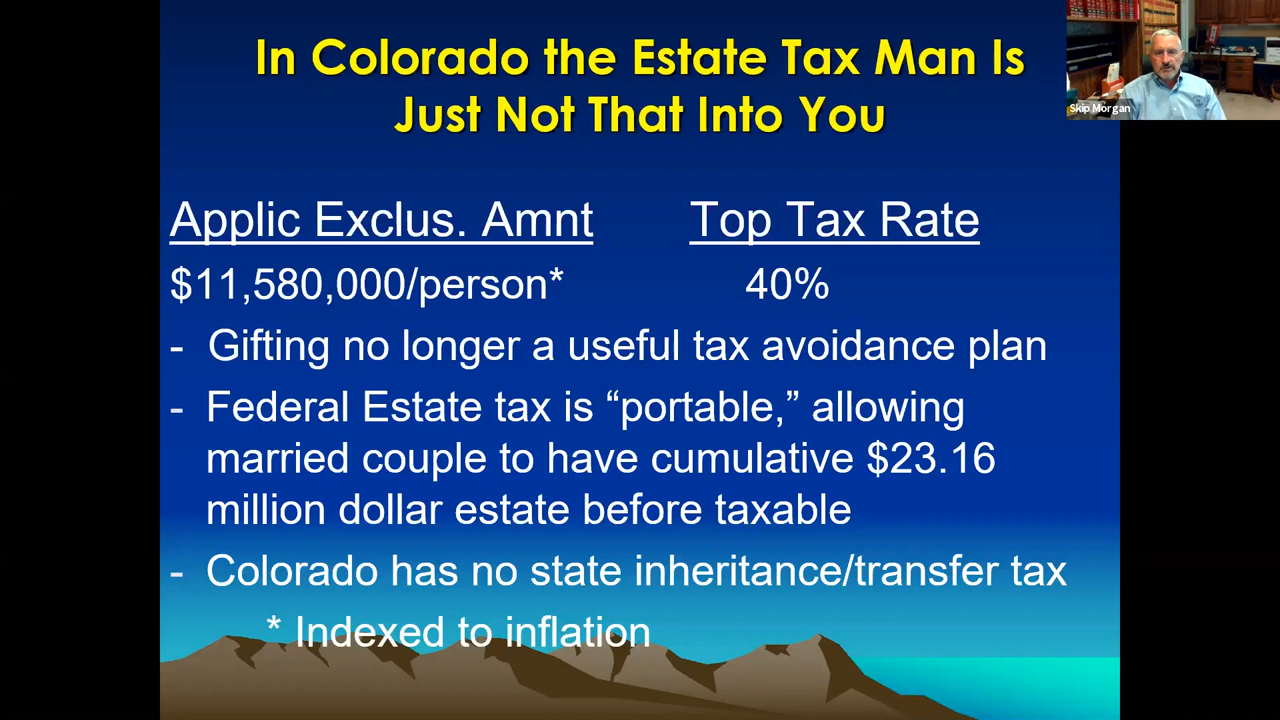 In Colorado the Estate Tax Man Is
Just Not That Into You
Skip Morgan
Applic Exclus. Amnt Top Tax Rate
$11,580,000/person* 40%
- Gifting no longer a useful tax avoidance plan
- Federal Estate tax is “portable,” allowing
married couple to have cumulative $23.16
million dollar estate before taxable
- Colorado has no state inheritance/transfer tax
* Indexed to inflation